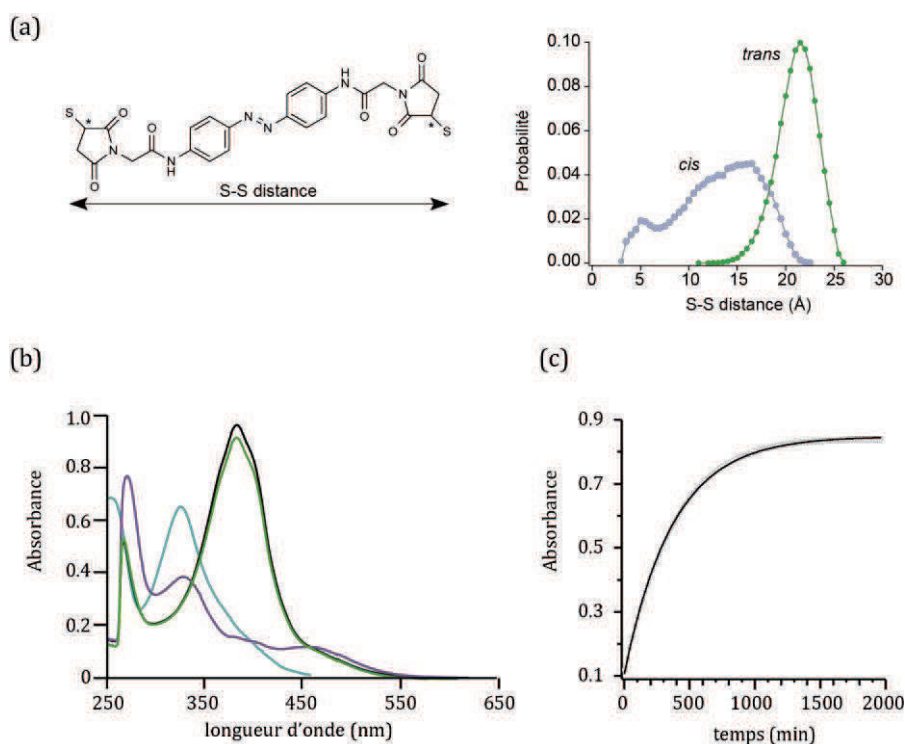 (a)
S
O
*
O
N
O
O
N
H
N
N
H
N
O
N
O
O
*
S
S-S distance
Probabilité
0.10
0.08
0.06
0.04
0.02
0.00
trans
cis
0 5 10 15 20 25 30
S-S distance (Å)
(b)
Absorbance
1.0
0.8
0.6
0.4
0.2
0
250 350 450 550 650
longueur d'onde (nm)
(c)
Absorbance
0.9
0.7
0.5
0.3
0.1
0 500 1000 1500 2000
temps (min)